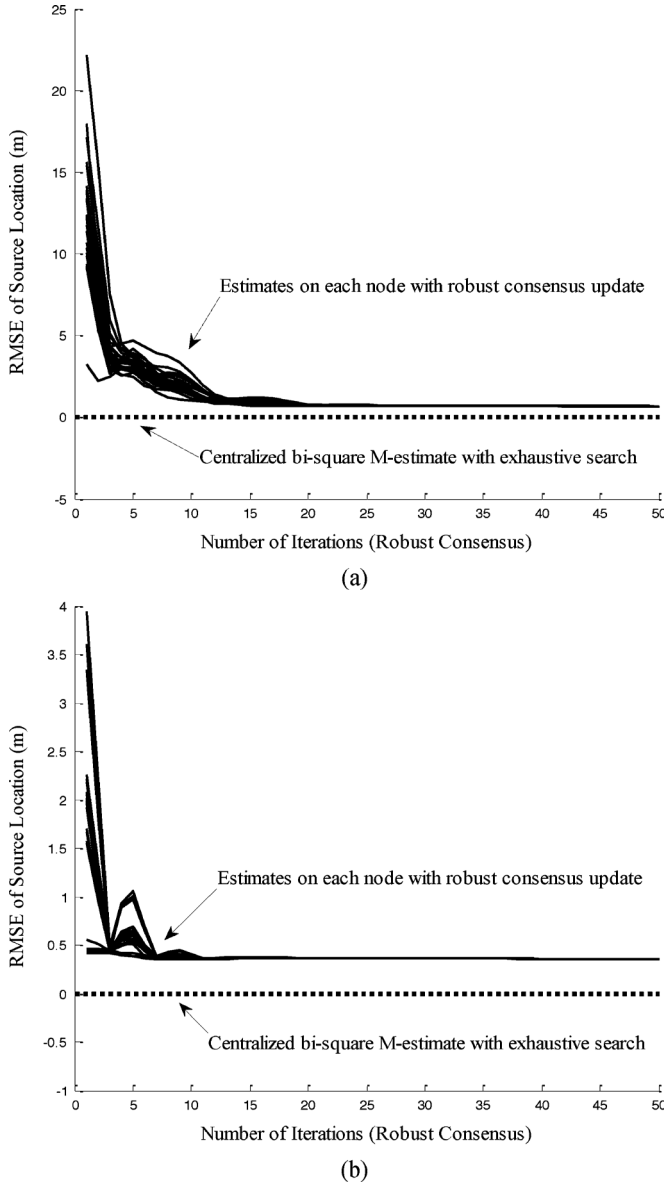 25
20
15
10
5
0
-5
RMSE of Source Location (m)
Estimates on each node with robust consensus update
Centralized bi-square M-estimate with exhaustive search
0 5 10 15 20 25 30 35 40 45 50
Number of Iterations (Robust Consensus)
(a)
4
3.5
3
2.5
2
1.5
1
0.5
0
-0.5
-1
RMSE of Source Location (m)
Estimates on each node with robust consensus update
Centralized bi-square M-estimate with exhaustive search
0 5 10 15 20 25 30 35 40 45 50
Number of Iterations (Robust Consensus)
(b)